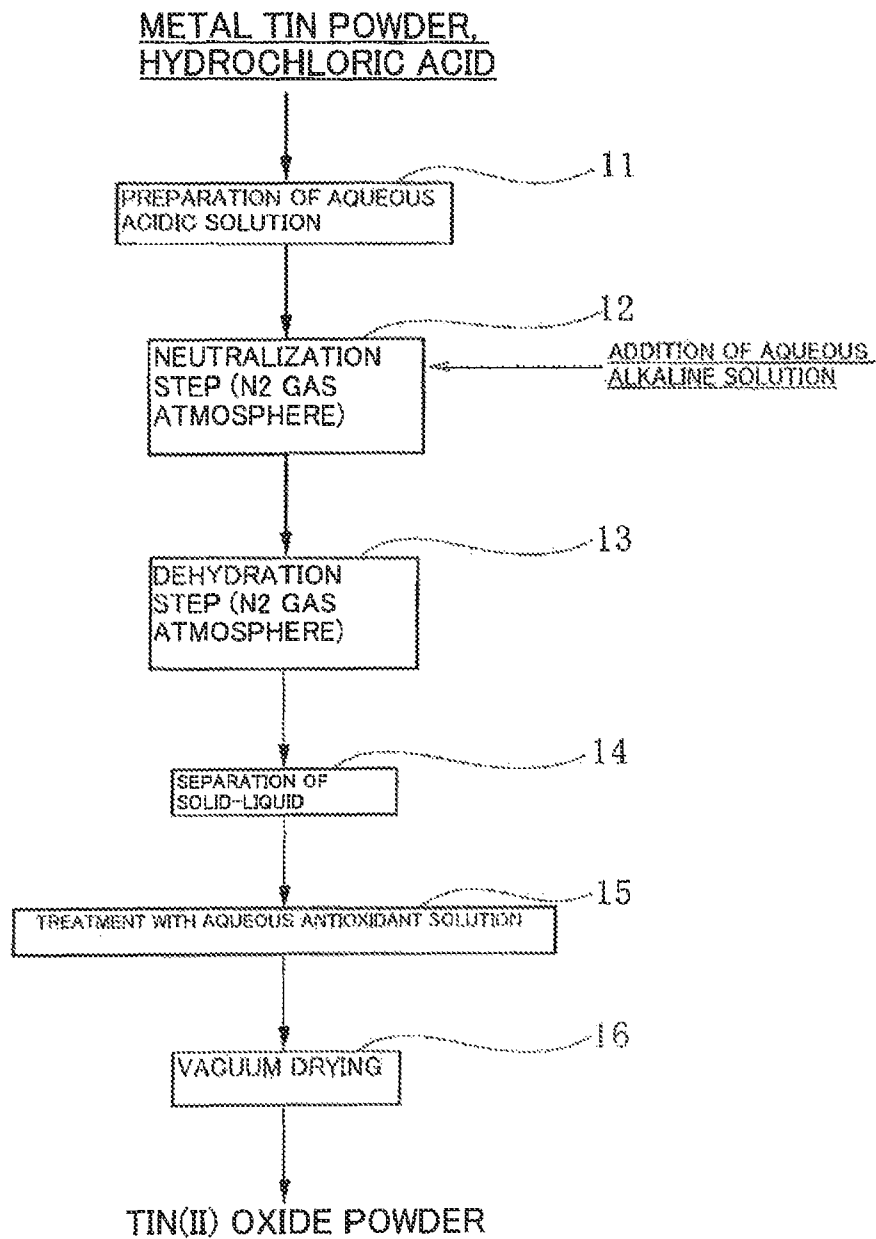 METAL TIN POWDER,
HYDROCHLORIC ACID
11
PREPARATION OF AQUEOUS
ACIDIC SOLUTION
12
NEUTRALIZATION
STEP (N2 GAS
ATMOSPHERE)
ADDITION OF AQUEOUS
ALKALINE SOLUTION
13
DEHYDRATION
STEP (N2 GAS
ATMOSPHERE)
14
SEPARATION OF
SOLID-LIQUID
15
TREATMENT WITH AQUEOUS ANTIOXIDANT SOLUTION
16
VACUUM DRYING
TIN(II) OXIDE POWDER